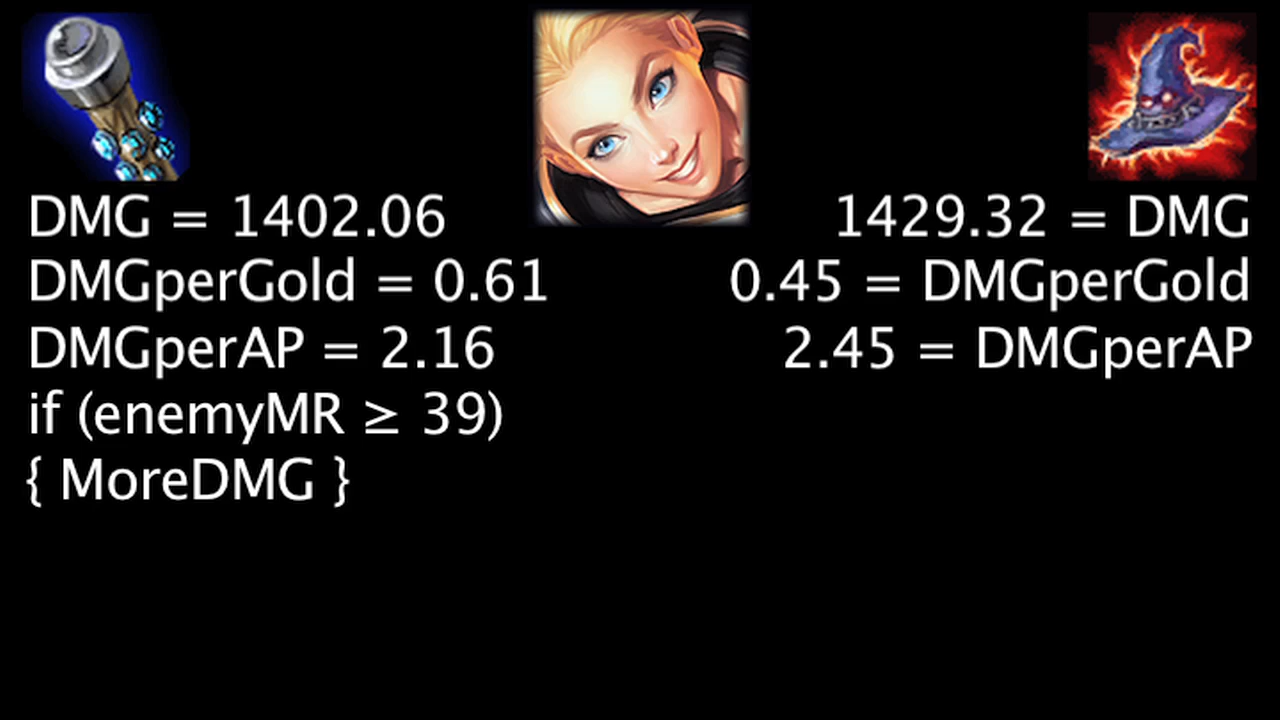 DMG = 1402.06
1429.32 = DMG
DMGperGold = 0.61
0.45 = DMGperGold
DMGperAP = 2.16
2.45 = DMGperAP
if (enemyMR ≥ 39)
{ MoreDMG }